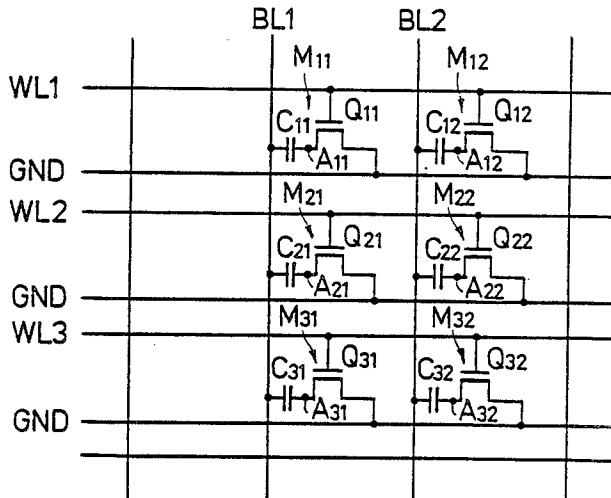 BL1 BL2
M11 M12
WL1
C11 Q11 C12 Q12
A11 A12
GND
M21 M22
WL2
C21 Q21 C22 Q22
A21 A22
GND
M31 M32
WL3
C31 Q31 C32 Q32
A31 A32
GND